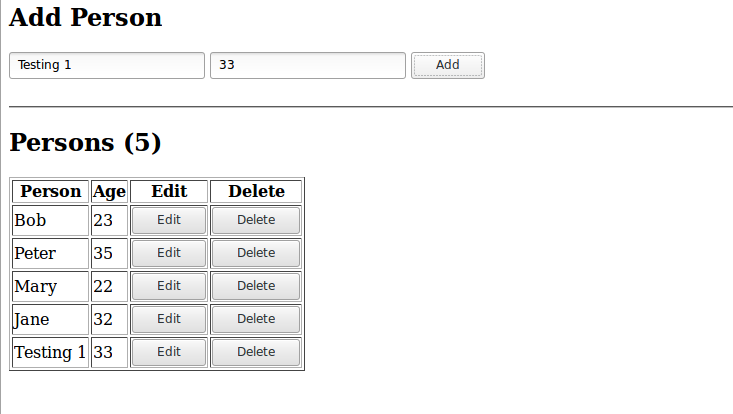 Add Person
Testing 1 33 Add
Persons (5)
Person Age Edit Delete
Bob 23 Edit Delete
Peter 35 Edit Delete
Mary 22 Edit Delete
Jane 32 Edit Delete
Testing 1 33 Edit Delete